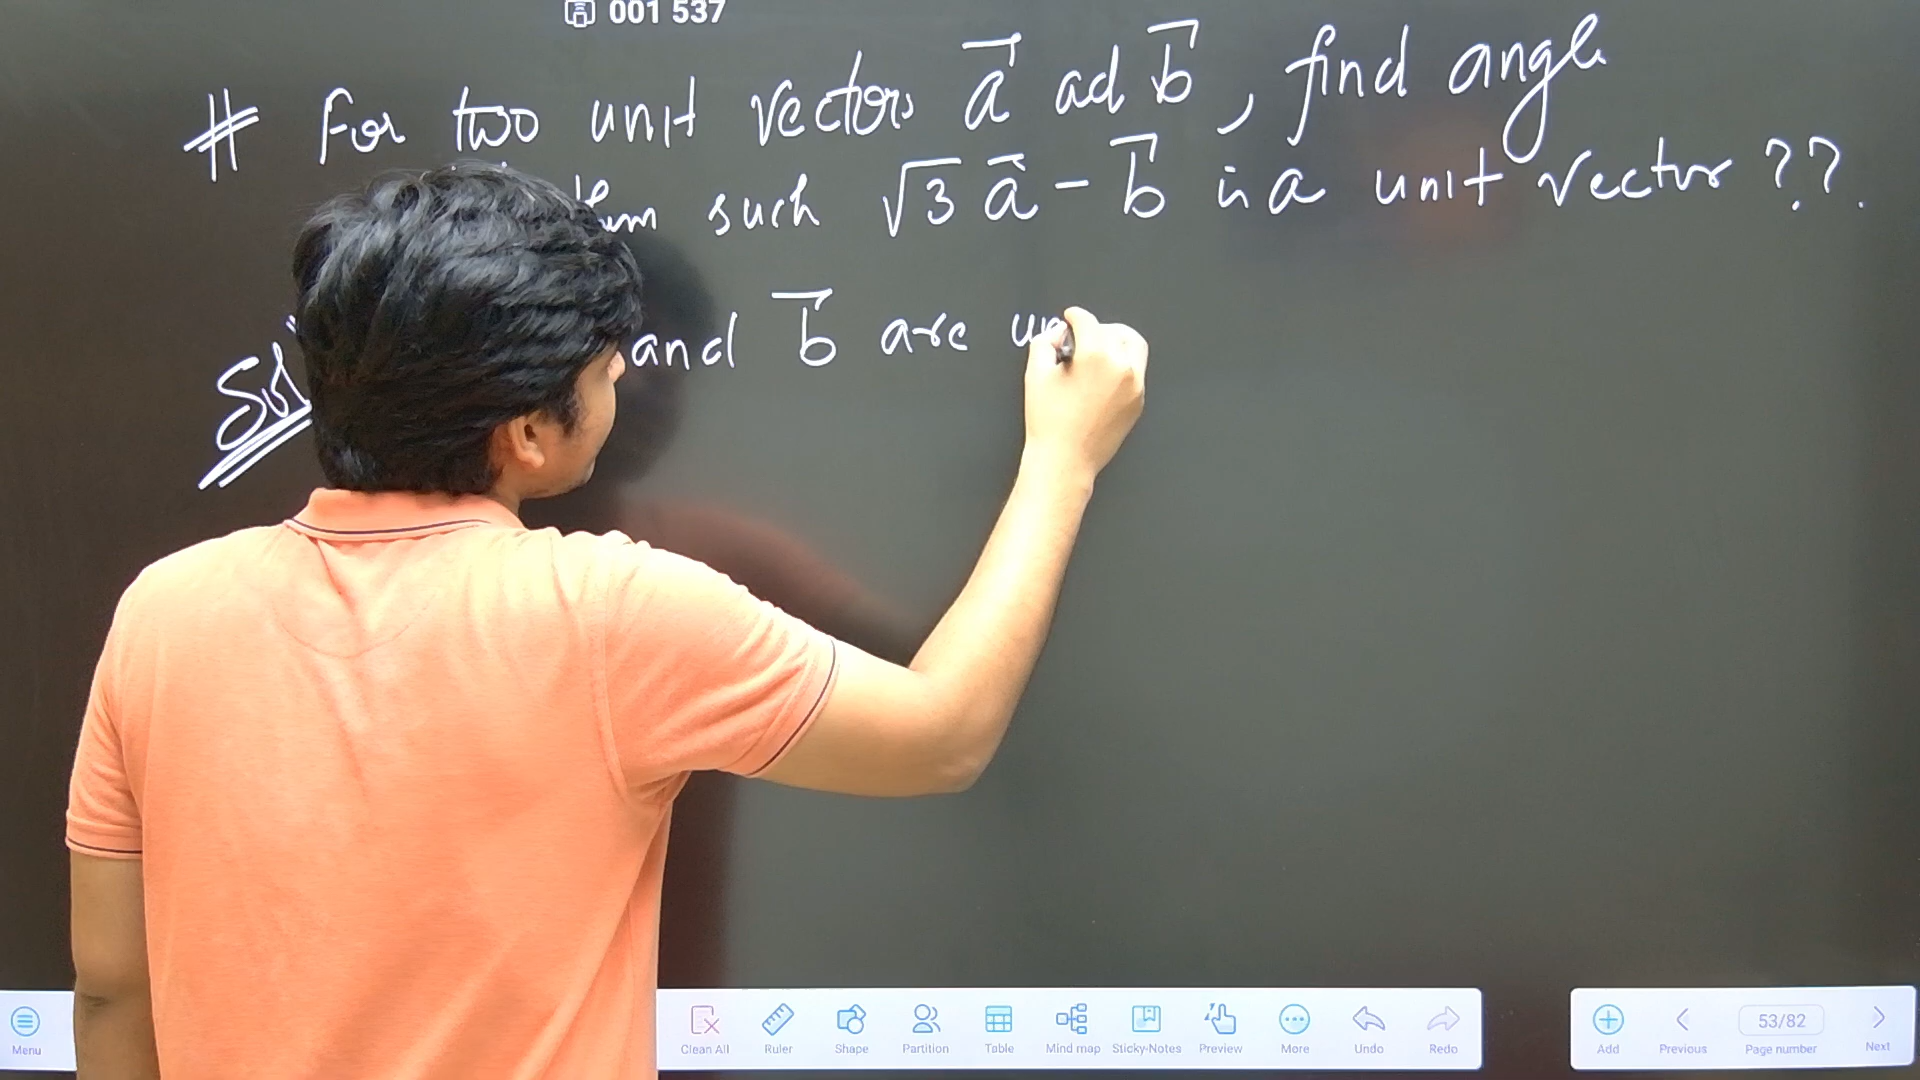 001 537
# For two unit vectors a⃗ ad b⃗, find angle
such √3 a⃗ - b⃗ is a unit vector ??.
Sol
and b⃗ are un
Menu
Clean All Ruler Shape Partition Table Mind map Sticky-Notes Preview More Undo Redo
Add Previous 53/82 Page number Next